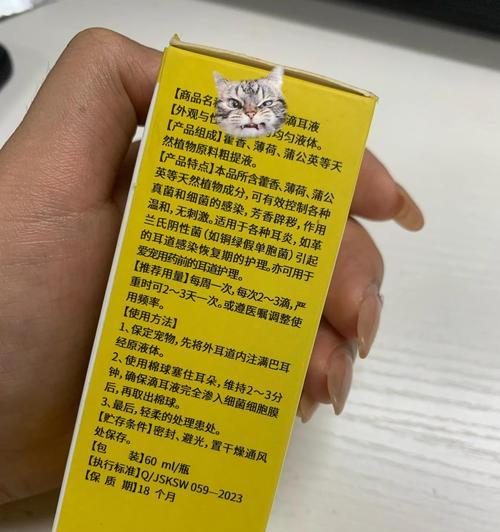 【商品名称 滴耳液
【外观与性 均匀液体。
【产品组成】藿香、薄荷、蒲公英等天
然植物原料粗提液。
【产品特点】本品所含藿香、薄荷、蒲公
英等天然植物成分,可有效控制各种
真菌和细菌的感染,芳香辟秽,作用
温和,无刺激。适用于各种耳炎,如革
兰氏阴性菌(如铜绿假单胞菌)引起
的耳道感染恢复期的护理。亦可用于
爱宠用药前的耳道护理。
【推荐用量】每周一次,每次2~3滴,严
重时可2~3天一次。或遵医嘱调整使
用频率。
【使用方法】
1、保定宠物,先将外耳道内注满巴耳
经原液体。
2、使用棉球塞住耳朵,维持2~3分
钟,确保滴耳液完全渗入细菌细胞膜
后,再取出棉球。
3、最后,轻柔的处理患处。
【贮存条件】密封、避光,置干燥通风
处保存。
【包 装】60 ml/瓶
【执行标准】Q/JSKSW 059—2023
【保 质 期】18 个月